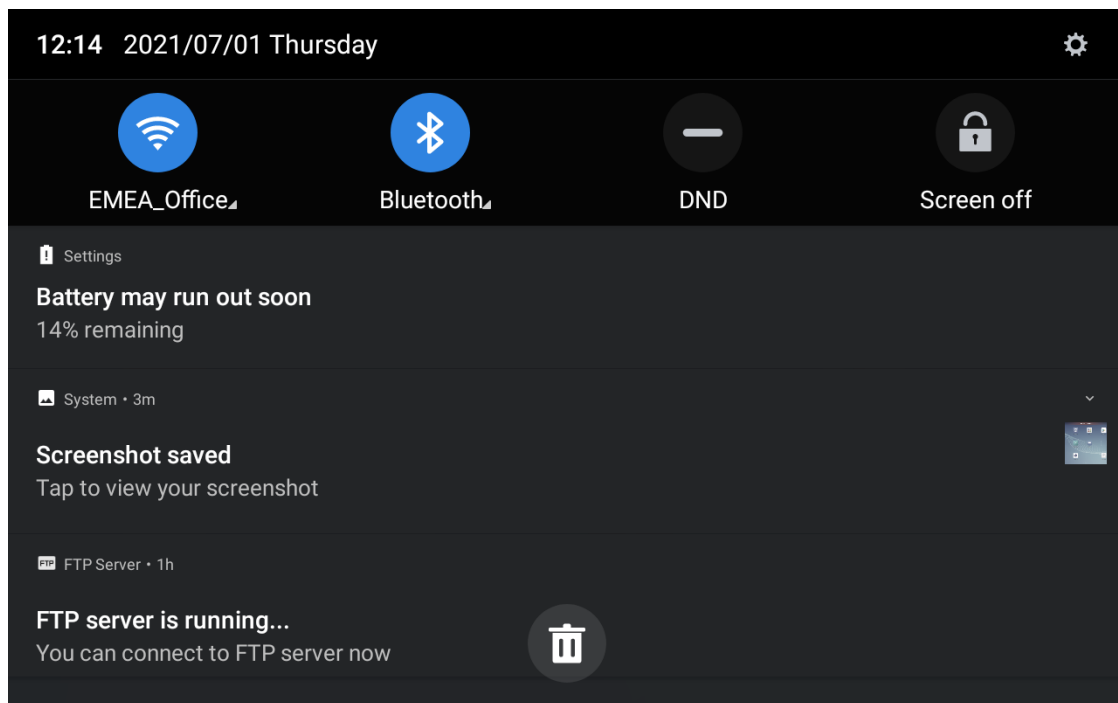 12:14 2021/07/01 Thursday
EMEA_Office Bluetooth DND Screen off
Settings
Battery may run out soon
14% remaining
System • 3m
Screenshot saved
Tap to view your screenshot
FTP FTP Server • 1h
FTP server is running...
You can connect to FTP server now